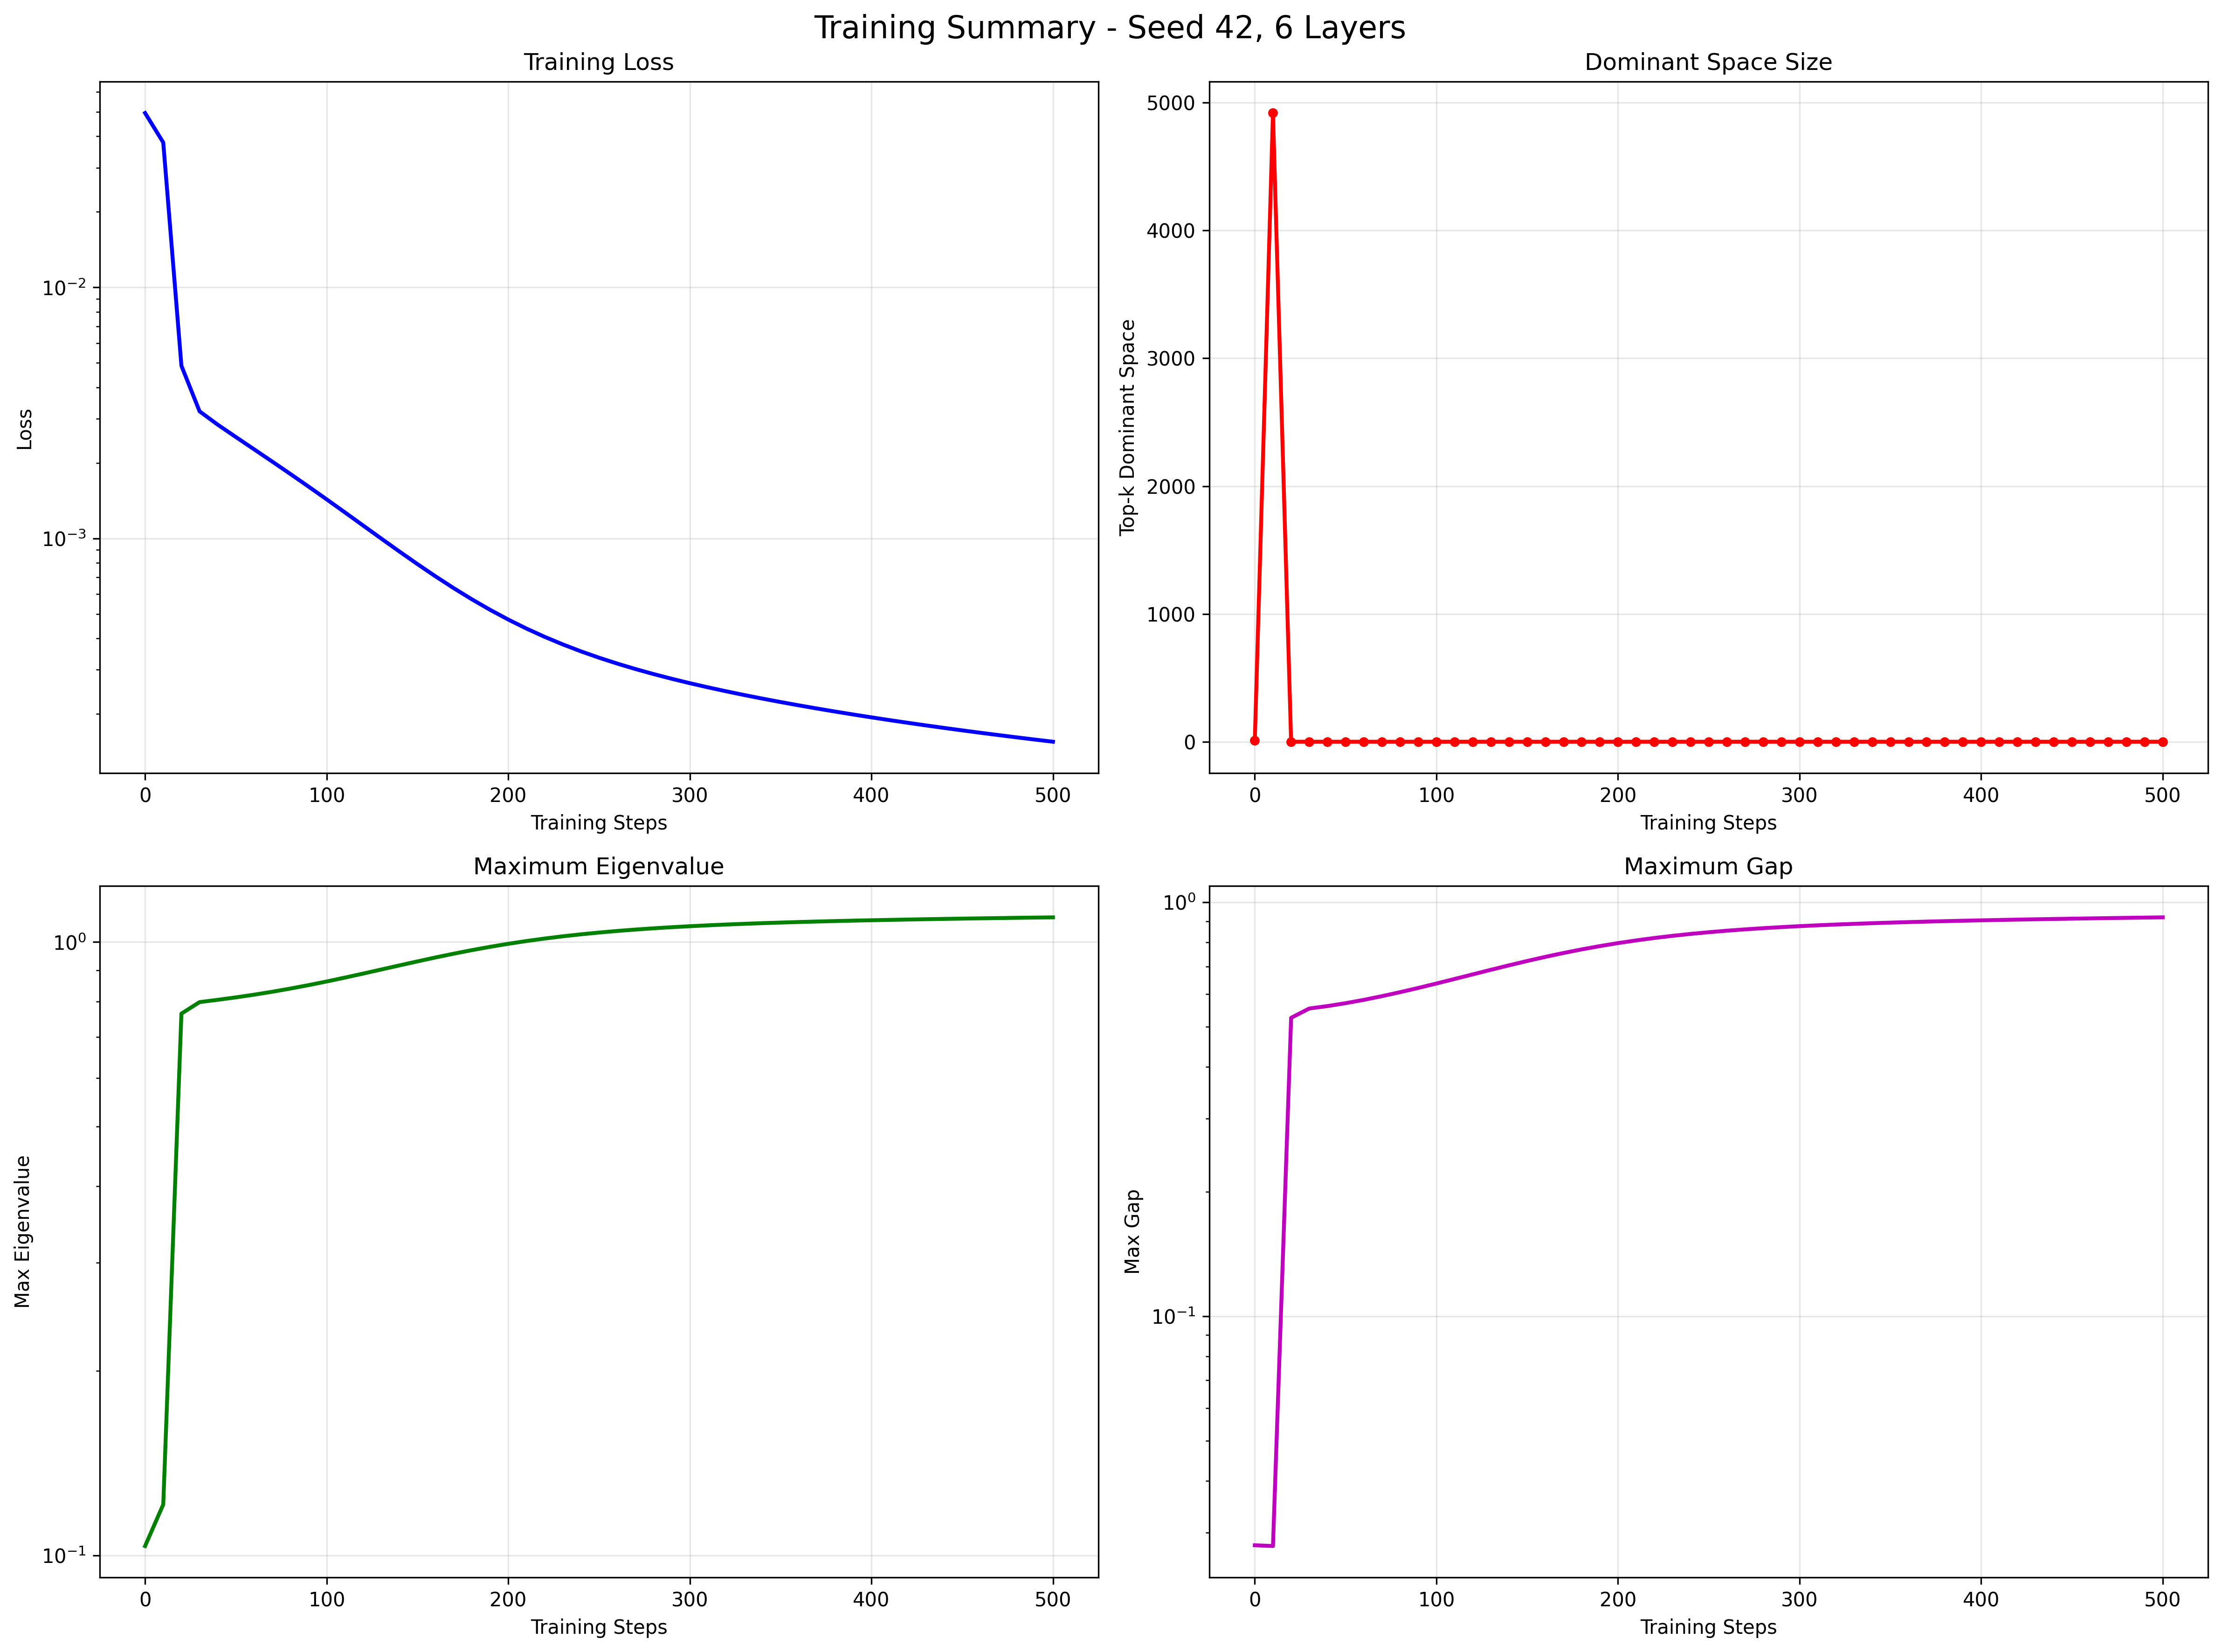 Training Summary - Seed 42, 6 Layers
Training Loss
Loss
10⁻²
10⁻³
0 100 200 300 400 500
Training Steps
Dominant Space Size
Top-k Dominant Space
5000
4000
3000
2000
1000
0
0 100 200 300 400 500
Training Steps
Maximum Eigenvalue
Max Eigenvalue
10⁰
10⁻¹
0 100 200 300 400 500
Training Steps
Maximum Gap
Max Gap
10⁰
10⁻¹
0 100 200 300 400 500
Training Steps